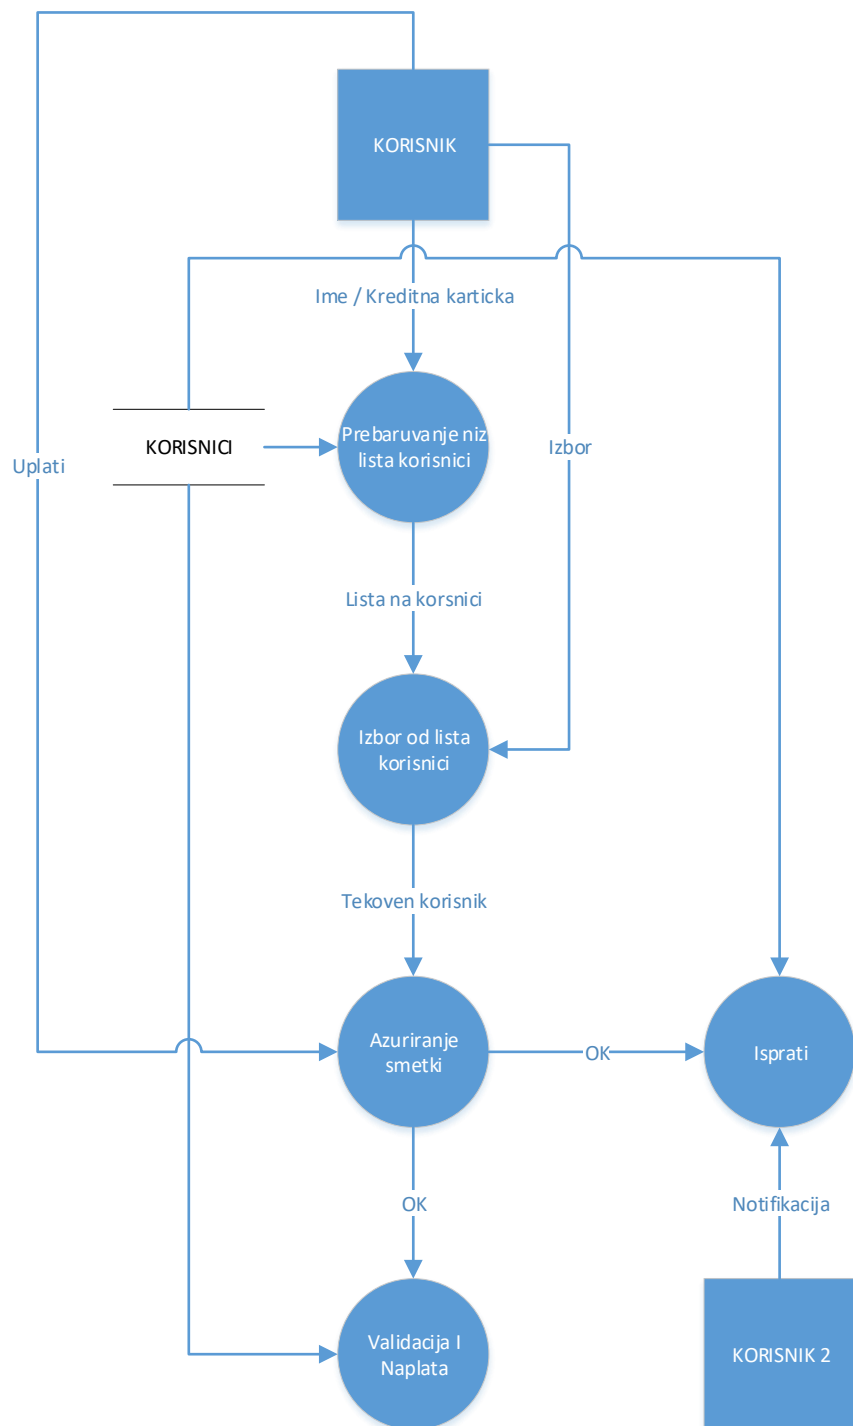 KORISNIK
Ime / Kreditna karticka
Prebaruvanje niz
lista korisnici
KORISNICI
Izbor
Uplati
Lista na korsnici
Izbor od lista
korisnici
Tekoven korisnik
Azuriranje
smetki
OK
Isprati
OK
Notifikacija
Validacija I
Naplata
KORISNIK 2